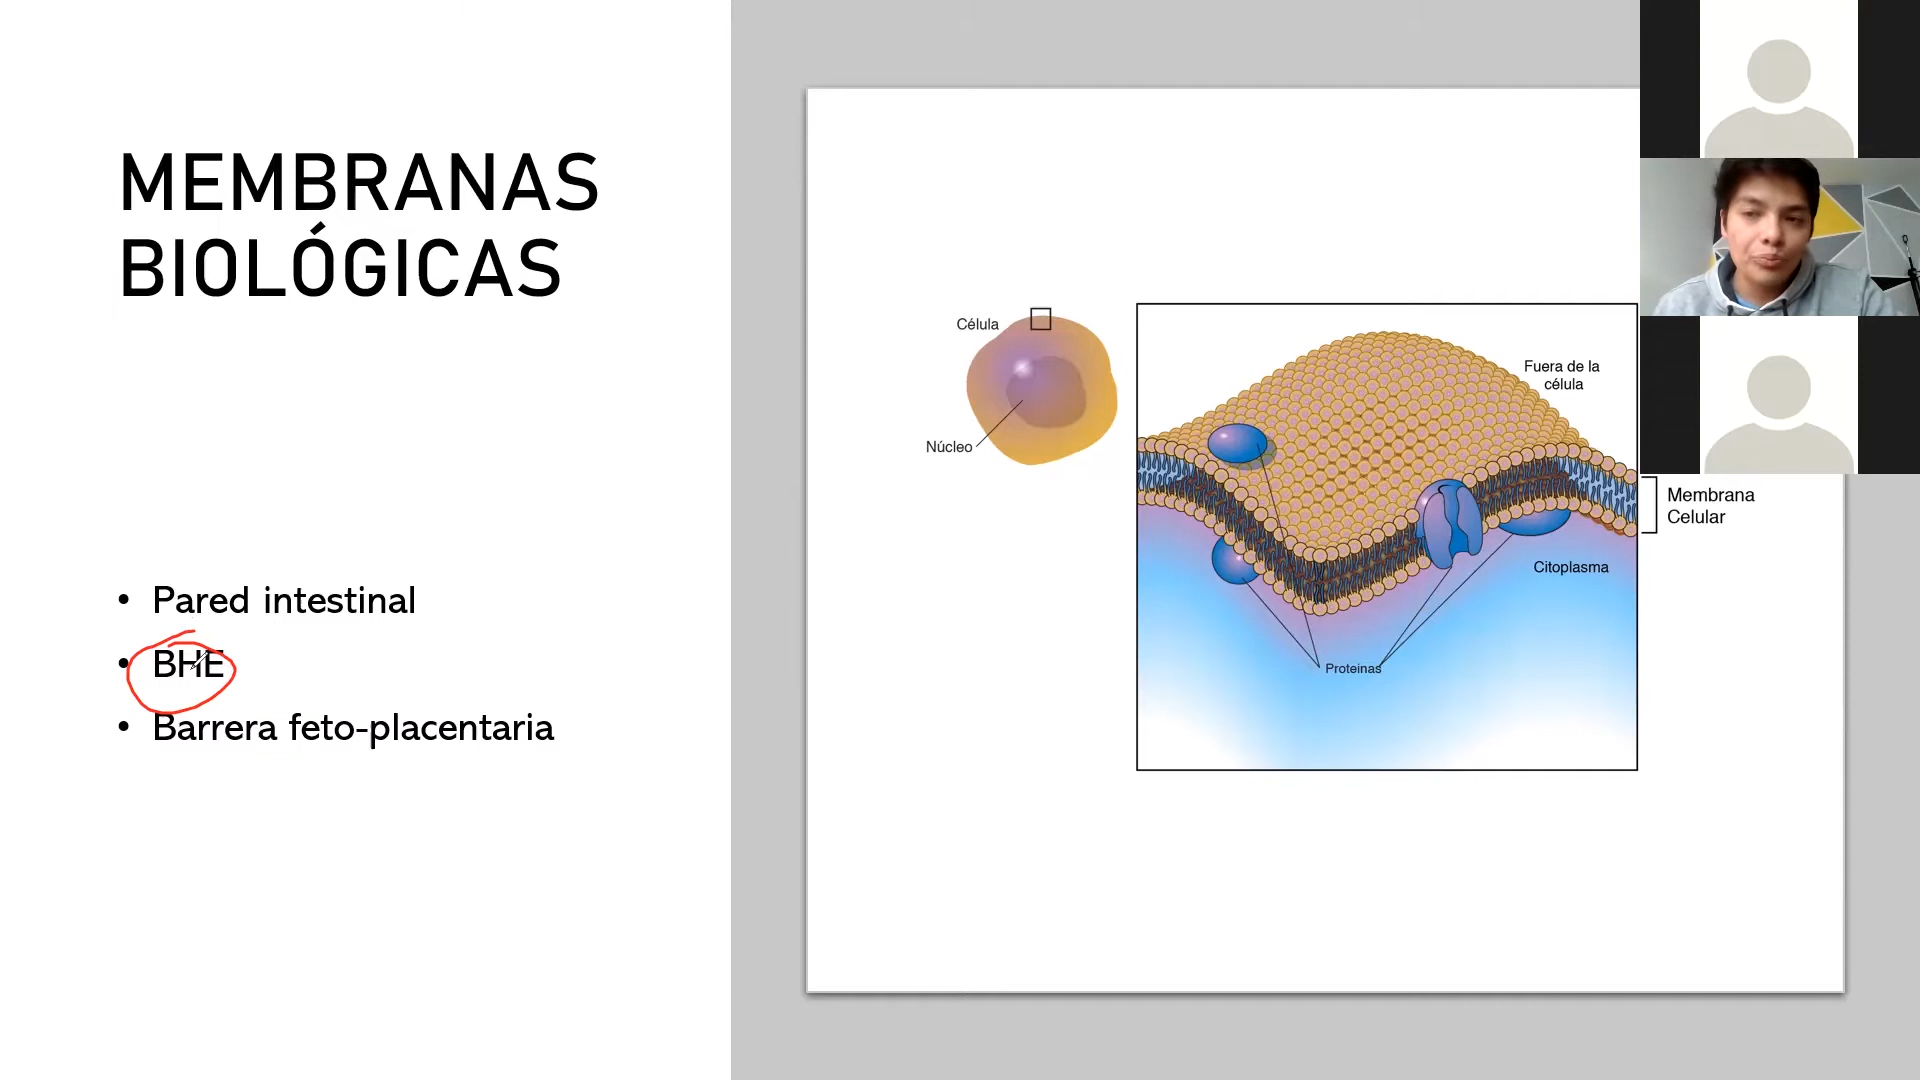 MEMBRANAS
BIOLÓGICAS
• Pared intestinal
• BHE
• Barrera feto-placentaria
Célula
Núcleo
Fuera de la
célula
Membrana
Celular
Citoplasma
Proteinas